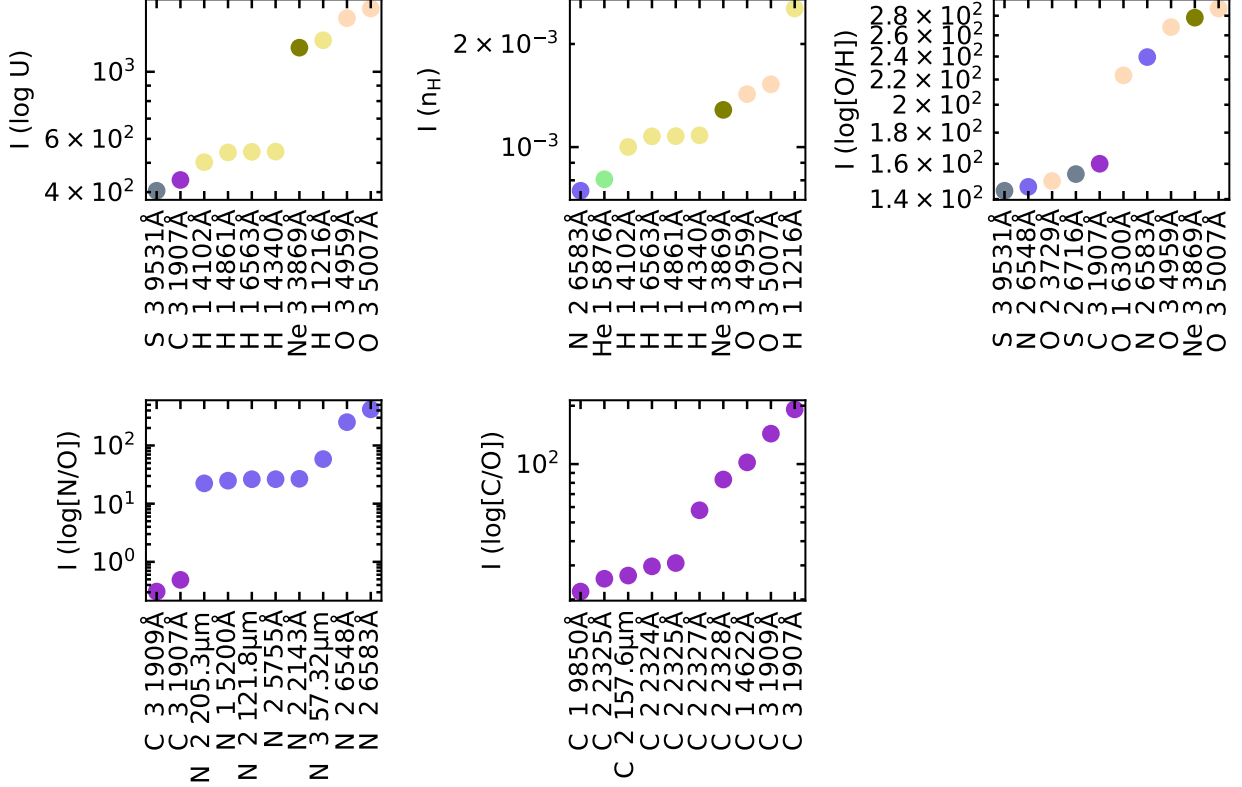 I (log U)
10³
6 × 10²
4 × 10²
S 3 9531Å
C 3 1907Å
H 1 4102Å
H 1 4861Å
H 1 6563Å
H 1 4340Å
Ne 3 3869Å
H 1 1216Å
O 3 4959Å
O 3 5007Å
I (n_H)
2 × 10⁻³
10⁻³
N 2 6583Å
He 1 5876Å
H 1 4102Å
H 1 6563Å
H 1 4861Å
H 1 4340Å
Ne 3 3869Å
O 3 4959Å
O 3 5007Å
H 1 1216Å
I (log[O/H])
2.8 × 10²
2.6 × 10²
2.4 × 10²
2.2 × 10²
2 × 10²
1.8 × 10²
1.6 × 10²
1.4 × 10²
S 3 9531Å
N 2 6548Å
O 2 3729Å
S 2 6716Å
C 3 1907Å
O 1 6300Å
N 2 6583Å
O 3 4959Å
Ne 3 3869Å
O 3 5007Å
I (log[N/O])
10²
10¹
10⁰
C 3 1909Å
C 3 1907Å
N 2 205.3μm
N 1 5200Å
N 2 121.8μm
N 2 5755Å
N 2 2143Å
N 3 57.32μm
N 2 6548Å
N 2 6583Å
I (log[C/O])
10²
C 1 9850Å
C 2 2325Å
C 2 157.6μm
C 2 2324Å
C 2 2325Å
C 2 2327Å
C 2 2328Å
C 1 4622Å
C 3 1909Å
C 3 1907Å